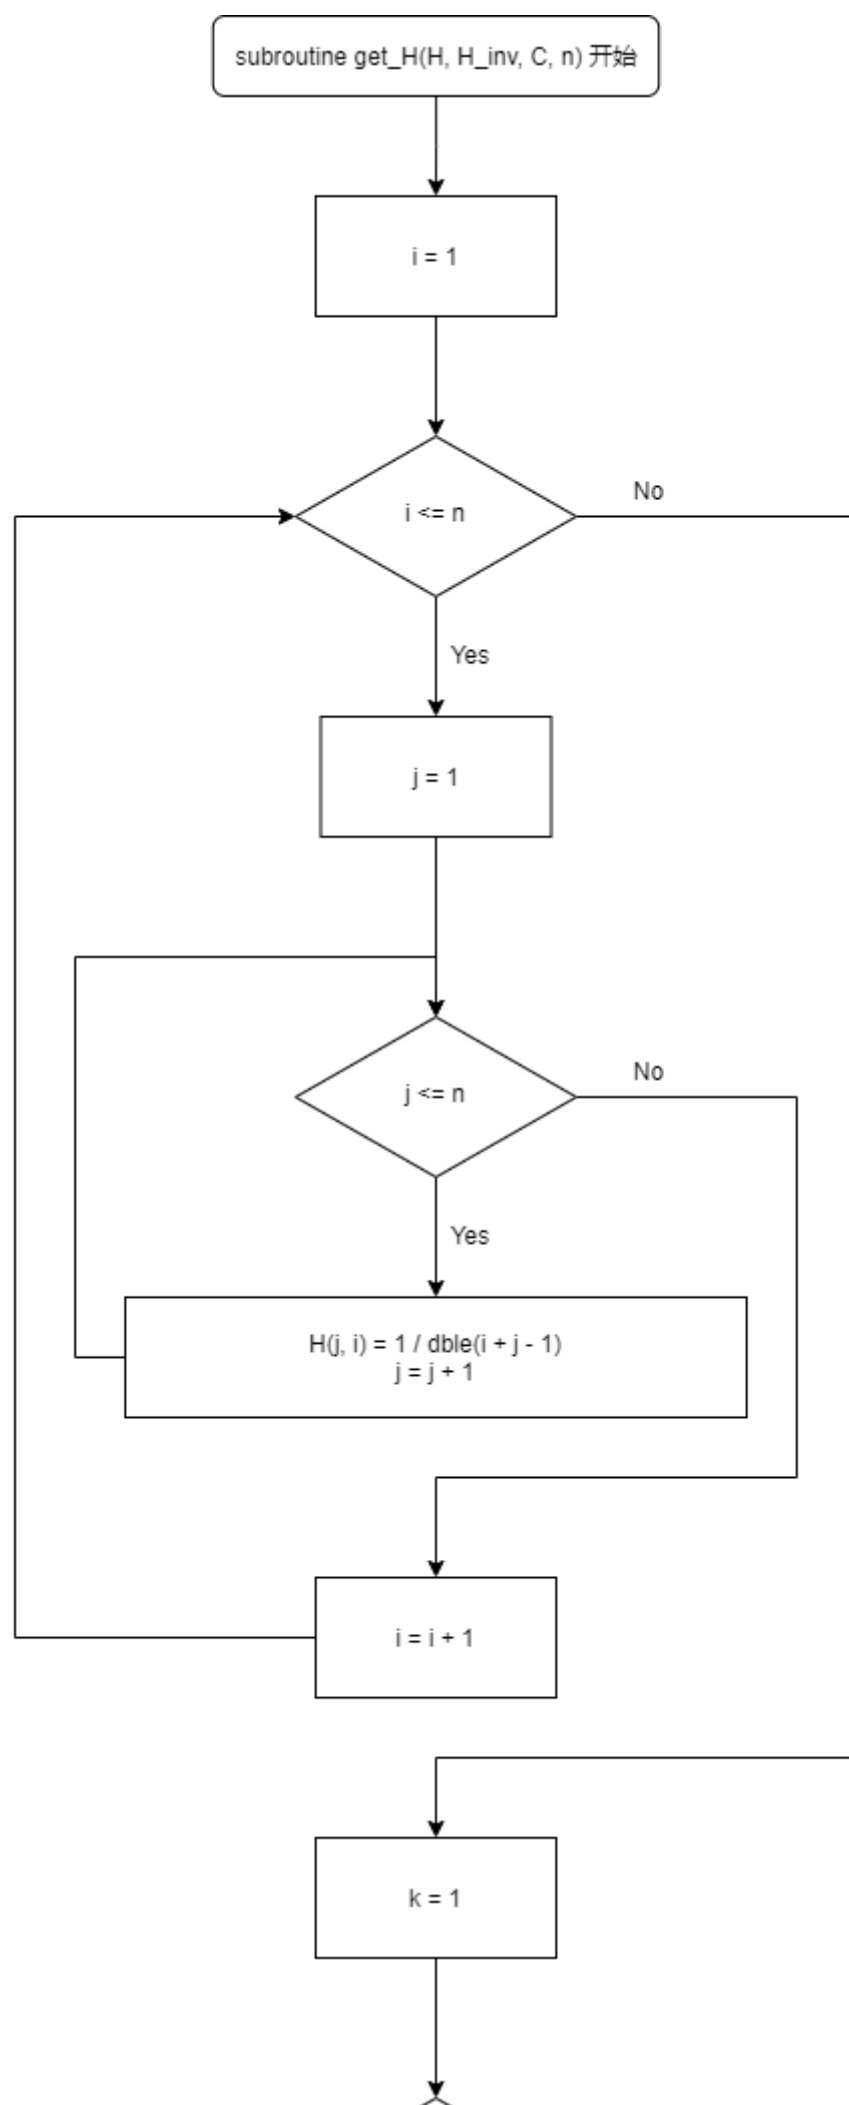 subroutine get_H(H, H_inv, C, n) 开始
i = 1
i <= n
No
Yes
j = 1
j <= n
No
Yes
H(j, i) = 1 / dble(i + j - 1)
j = j + 1
i = i + 1
k = 1